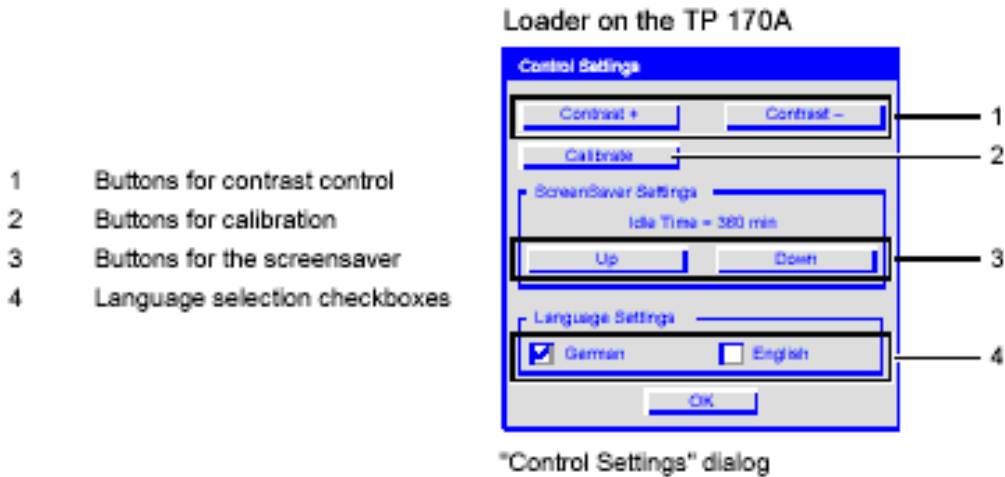 Loader on the TP 170A
Control Settings
Contrast + Contrast – 1
Calibrate 2
ScreenSaver Settings
Idle Time = 360 min
Up Down 3
Language Settings
German English 4
OK
"Control Settings" dialog
1 Buttons for contrast control
2 Buttons for calibration
3 Buttons for the screensaver
4 Language selection checkboxes